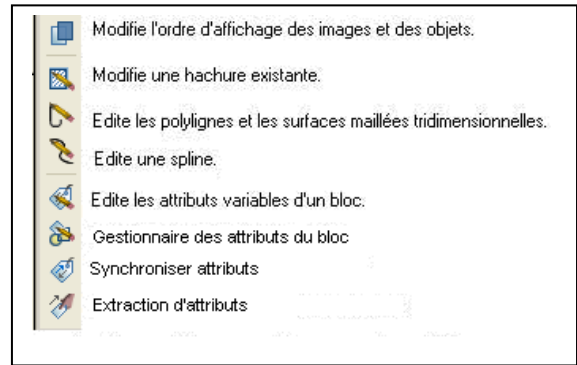 Modifie l'ordre d'affichage des images et des objets.
Modifie une hachure existante.
Edite les polylignes et les surfaces maillées tridimensionnelles.
Edite une spline.
Edite les attributs variables d'un bloc.
Gestionnaire des attributs du bloc
Synchroniser attributs
Extraction d'attributs